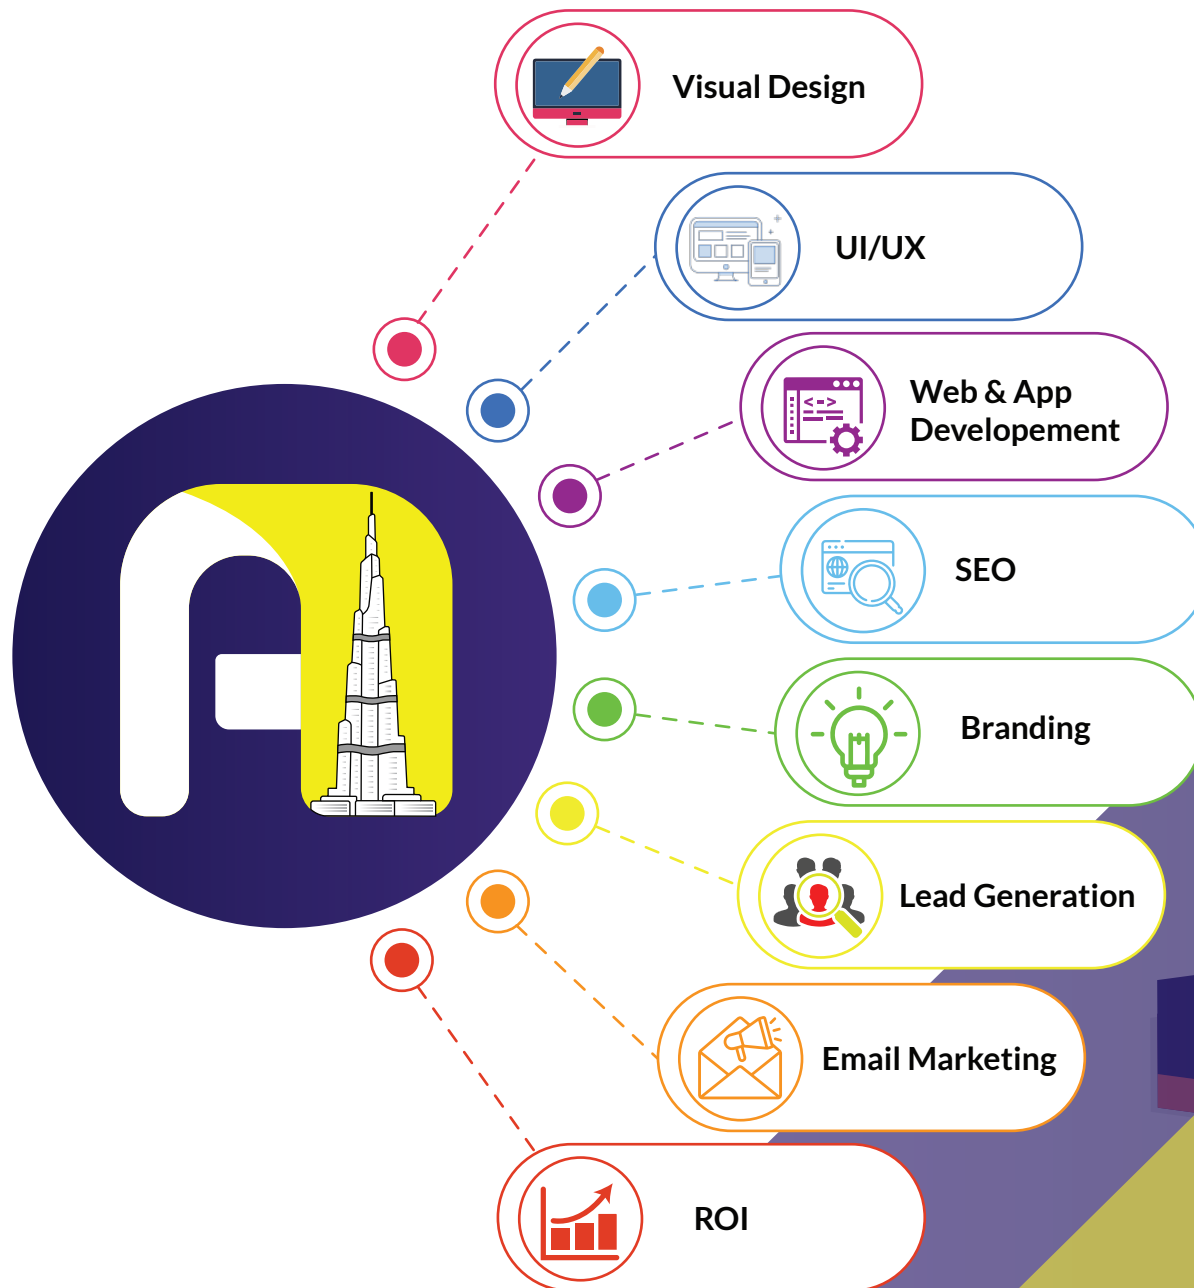 Visual Design
UI/UX
Web & App
Developement
SEO
Branding
Lead Generation
Email Marketing
ROI